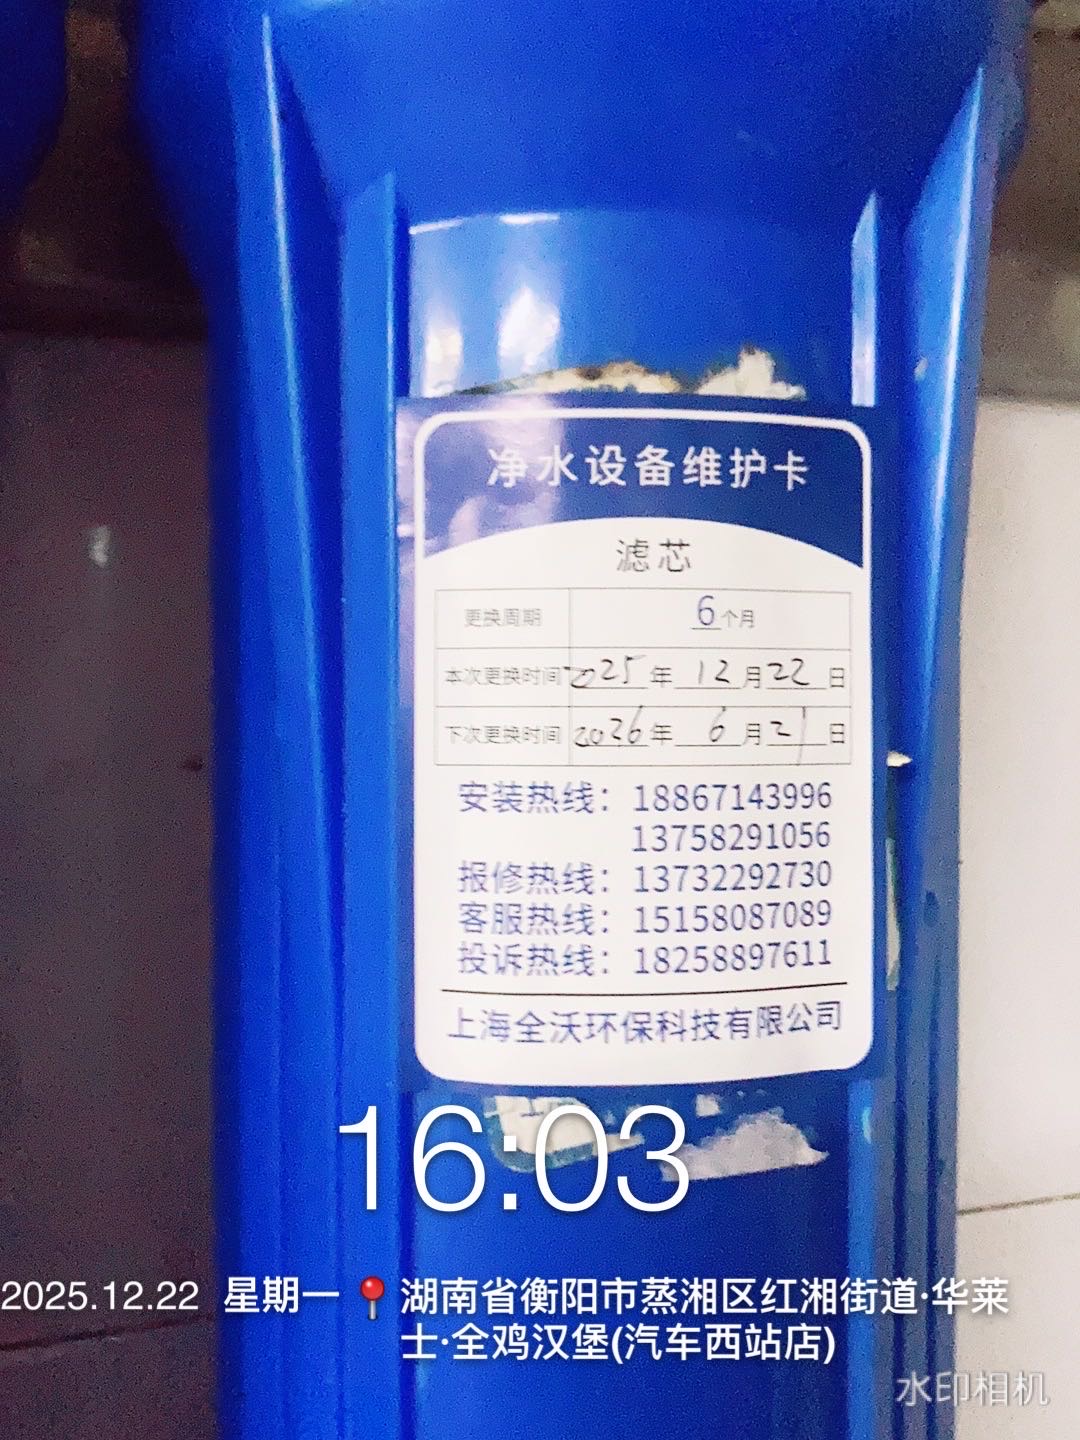 净水设备维护卡
滤芯
更换周期 6个月
本次更换时间 2025年 12月22日
下次更换时间 2026年 6月21日
安装热线：18867143996
13758291056
报修热线：13732292730
客服热线：15158087089
投诉热线：18258897611
上海全沃环保科技有限公司
16:03
2025.12.22 星期一 湖南省衡阳市蒸湘区红湘街道·华莱
士·全鸡汉堡(汽车西站店)
水印相机